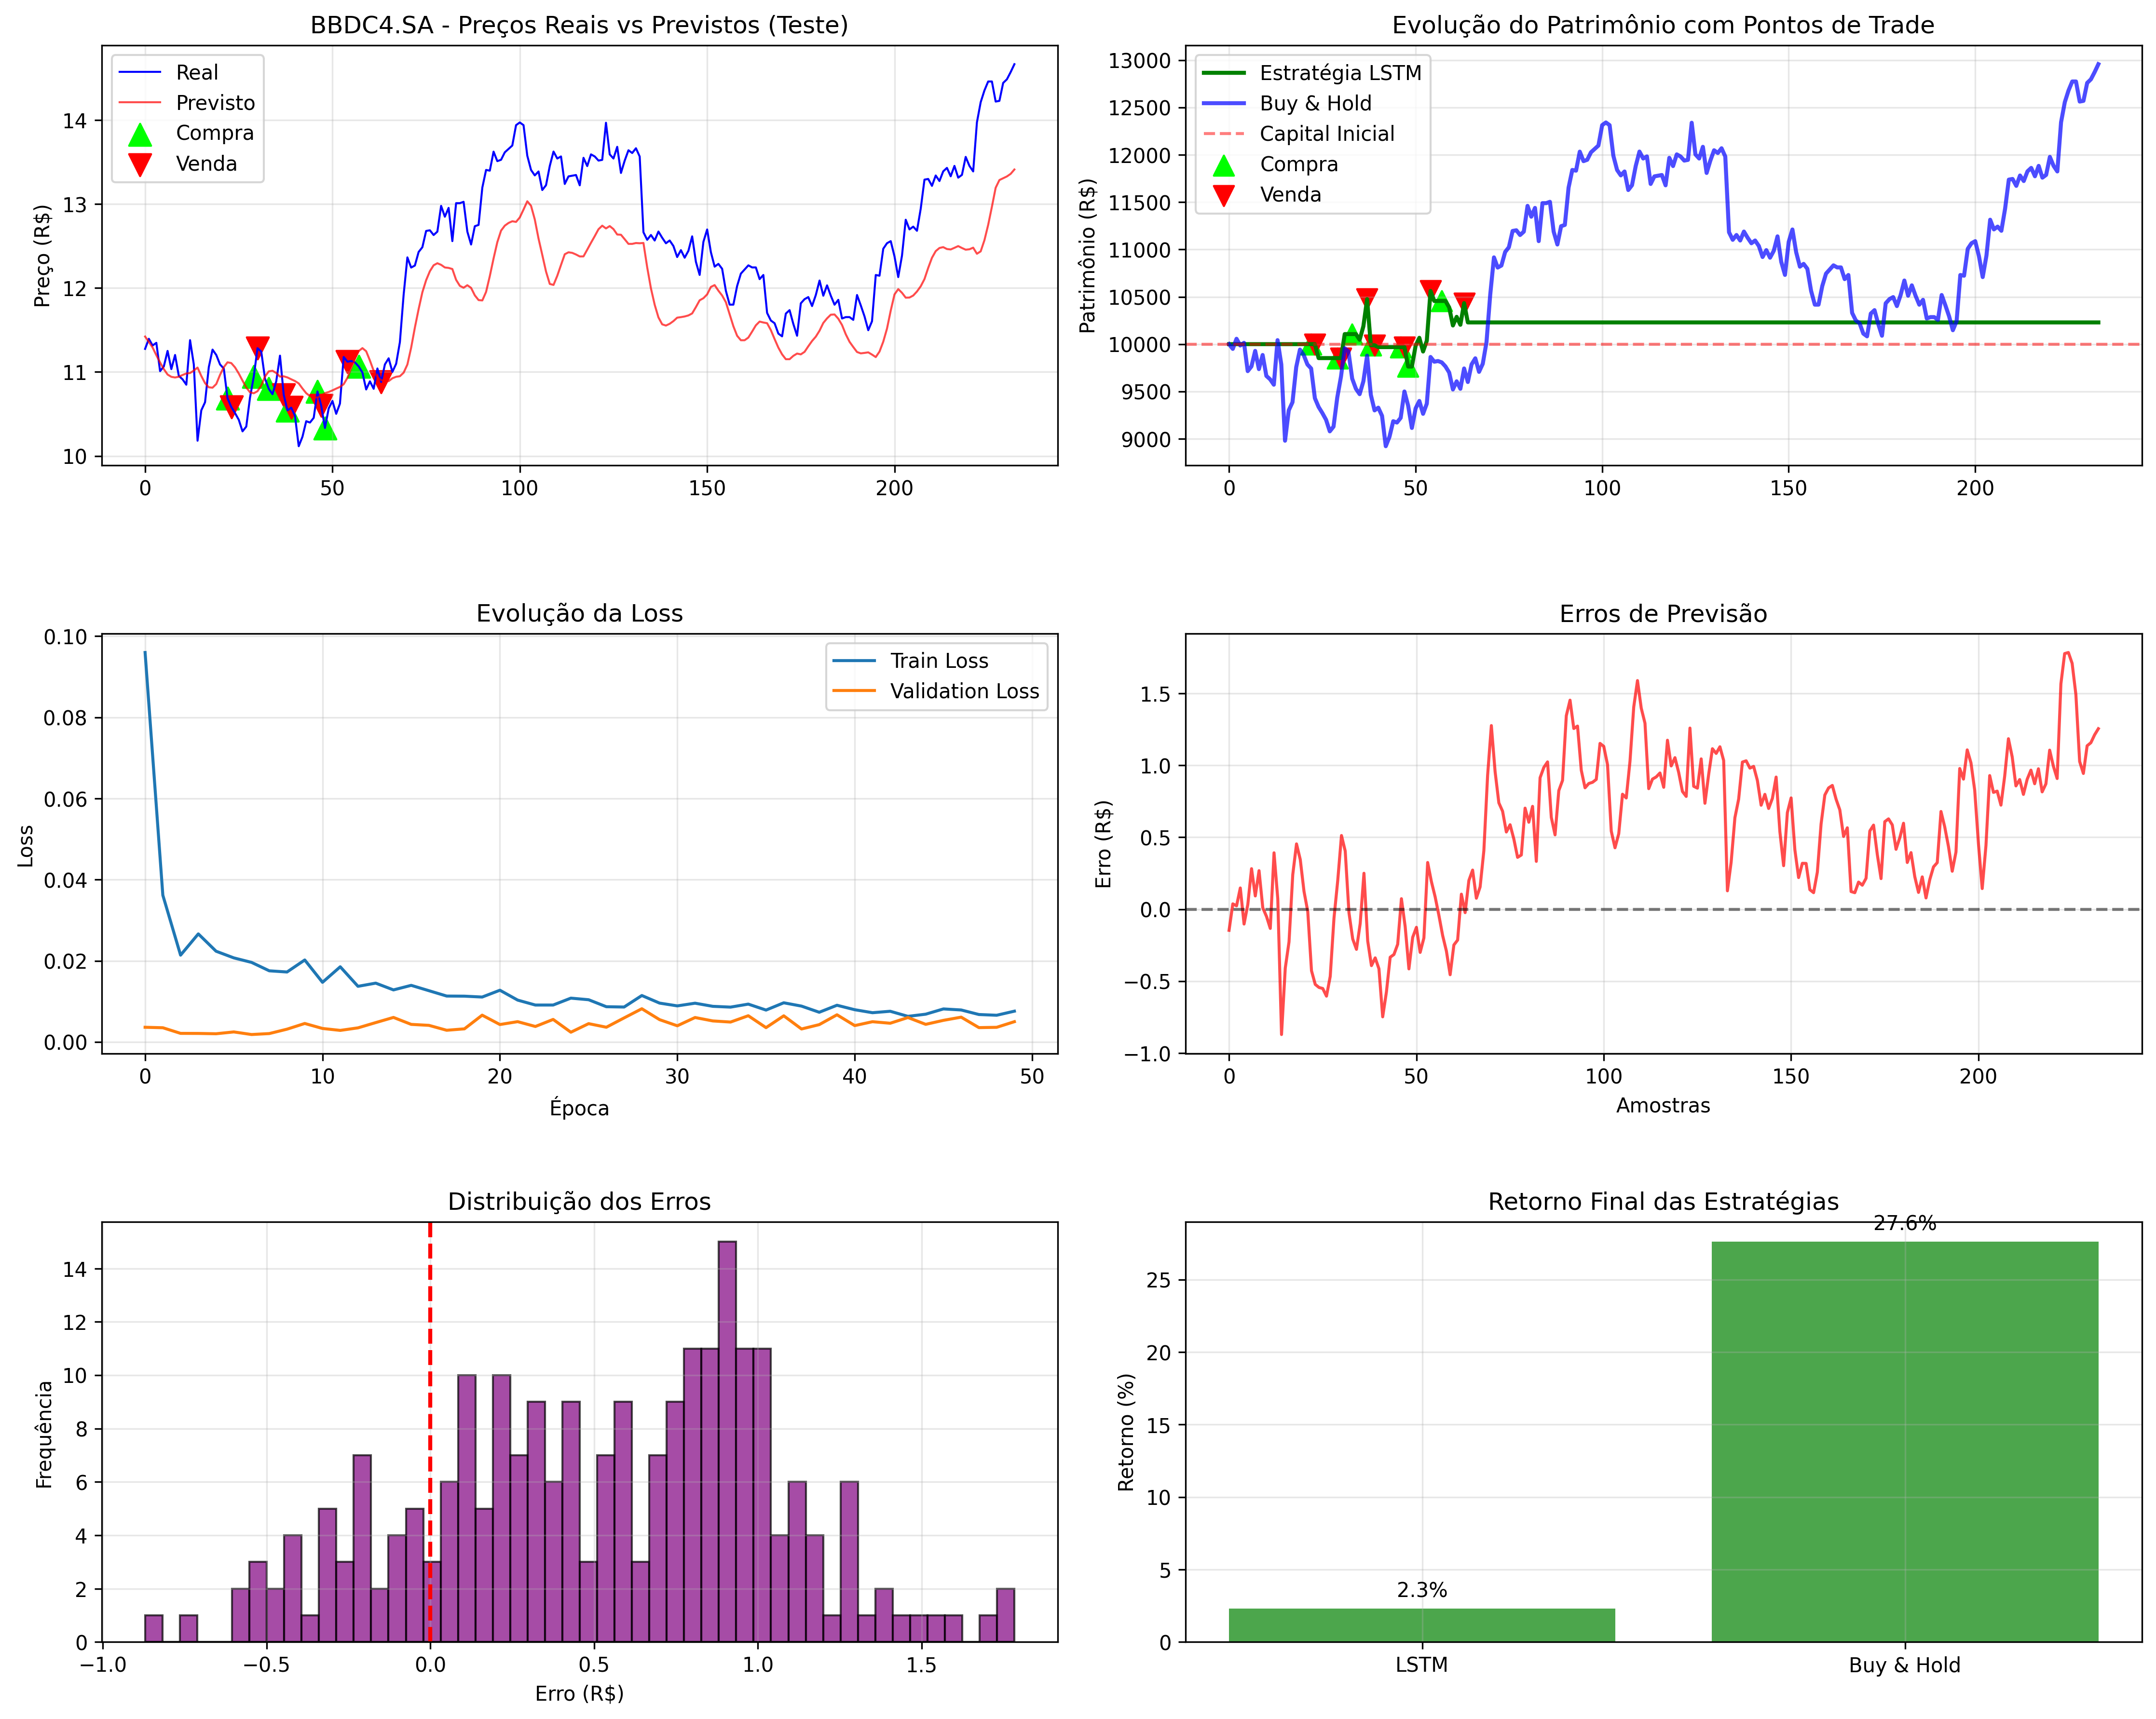 BBDC4.SA - Preços Reais vs Previstos (Teste)
Real
Previsto
Compra
Venda
Preço (R$)
14
13
12
11
10
0
50
100
150
200
Evolução do Patrimônio com Pontos de Trade
Estratégia LSTM
Buy & Hold
Capital Inicial
Compra
Venda
Patrimônio (R$)
13000
12500
12000
11500
11000
10500
10000
9500
9000
0
50
100
150
200
Evolução da Loss
Train Loss
Validation Loss
Loss
0.10
0.08
0.06
0.04
0.02
0.00
0
10
20
30
40
50
Época
Erros de Previsão
Erro (R$)
1.5
1.0
0.5
0.0
−0.5
−1.0
0
50
100
150
200
Amostras
Distribuição dos Erros
Frequência
14
12
10
8
6
4
2
0
−1.0
−0.5
0.0
0.5
1.0
1.5
Erro (R$)
Retorno Final das Estratégias
27.6%
2.3%
Retorno (%)
25
20
15
10
5
0
LSTM
Buy & Hold